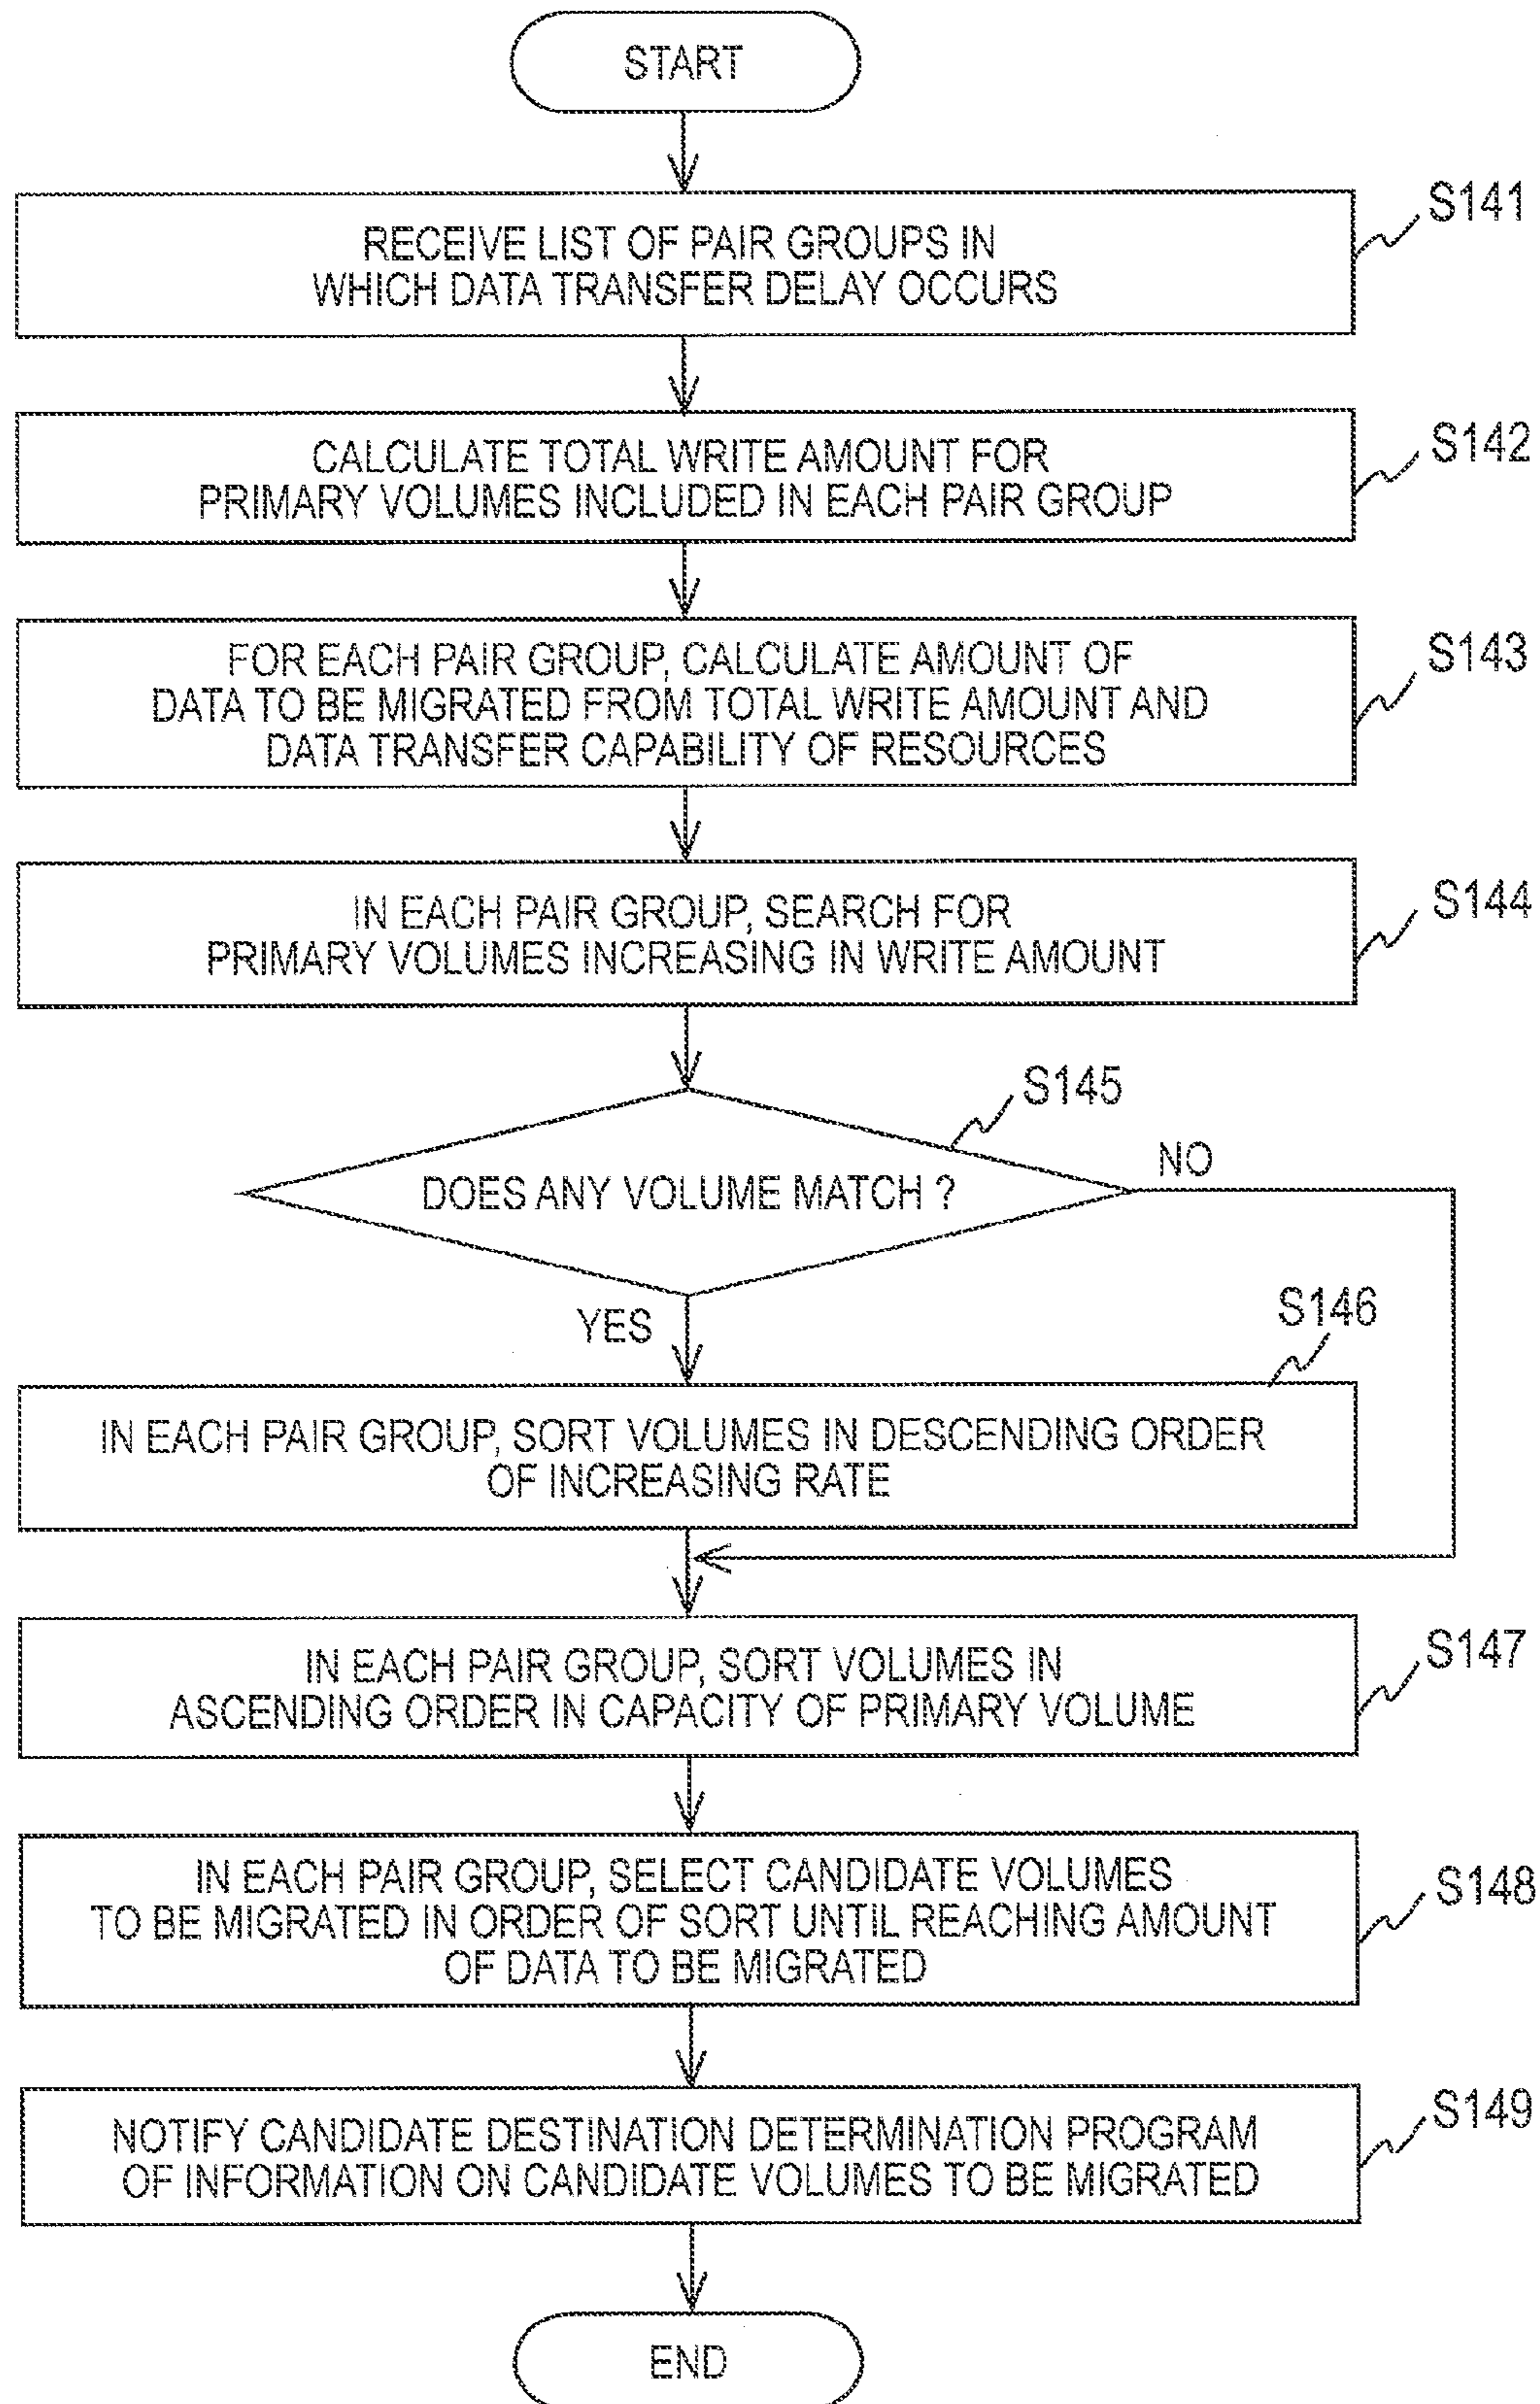 START
S141
RECEIVE LIST OF PAIR GROUPS IN
WHICH DATA TRANSFER DELAY OCCURS
S142
CALCULATE TOTAL WRITE AMOUNT FOR
PRIMARY VOLUMES INCLUDED IN EACH PAIR GROUP
S143
FOR EACH PAIR GROUP, CALCULATE AMOUNT OF
DATA TO BE MIGRATED FROM TOTAL WRITE AMOUNT AND
DATA TRANSFER CAPABILITY OF RESOURCES
S144
IN EACH PAIR GROUP, SEARCH FOR
PRIMARY VOLUMES INCREASING IN WRITE AMOUNT
S145
DOES ANY VOLUME MATCH ?
NO
YES
S146
IN EACH PAIR GROUP, SORT VOLUMES IN DESCENDING ORDER
OF INCREASING RATE
S147
IN EACH PAIR GROUP, SORT VOLUMES IN
ASCENDING ORDER IN CAPACITY OF PRIMARY VOLUME
S148
IN EACH PAIR GROUP, SELECT CANDIDATE VOLUMES
TO BE MIGRATED IN ORDER OF SORT UNTIL REACHING AMOUNT
OF DATA TO BE MIGRATED
S149
NOTIFY CANDIDATE DESTINATION DETERMINATION PROGRAM
OF INFORMATION ON CANDIDATE VOLUMES TO BE MIGRATED
END